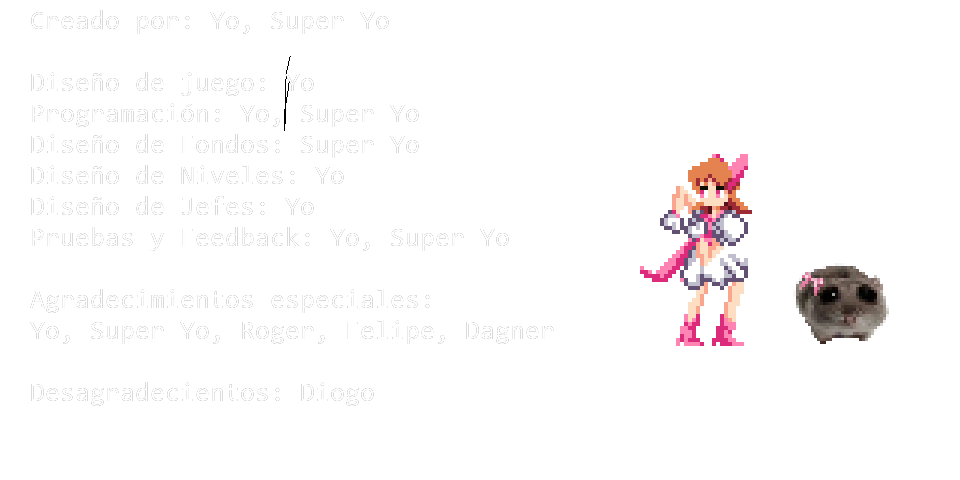 Creado por: Yo, Super Yo
Diseño de juego: Yo
Programación: Yo, Super Yo
Diseño de Fondos: Super Yo
Diseño de Niveles: Yo
Diseño de Jefes: Yo
Pruebas y Feedback: Yo, Super Yo
Agradecimientos especiales:
Yo, Super Yo, Roger, Felipe, Dagner
Desagradecientos: Diogo